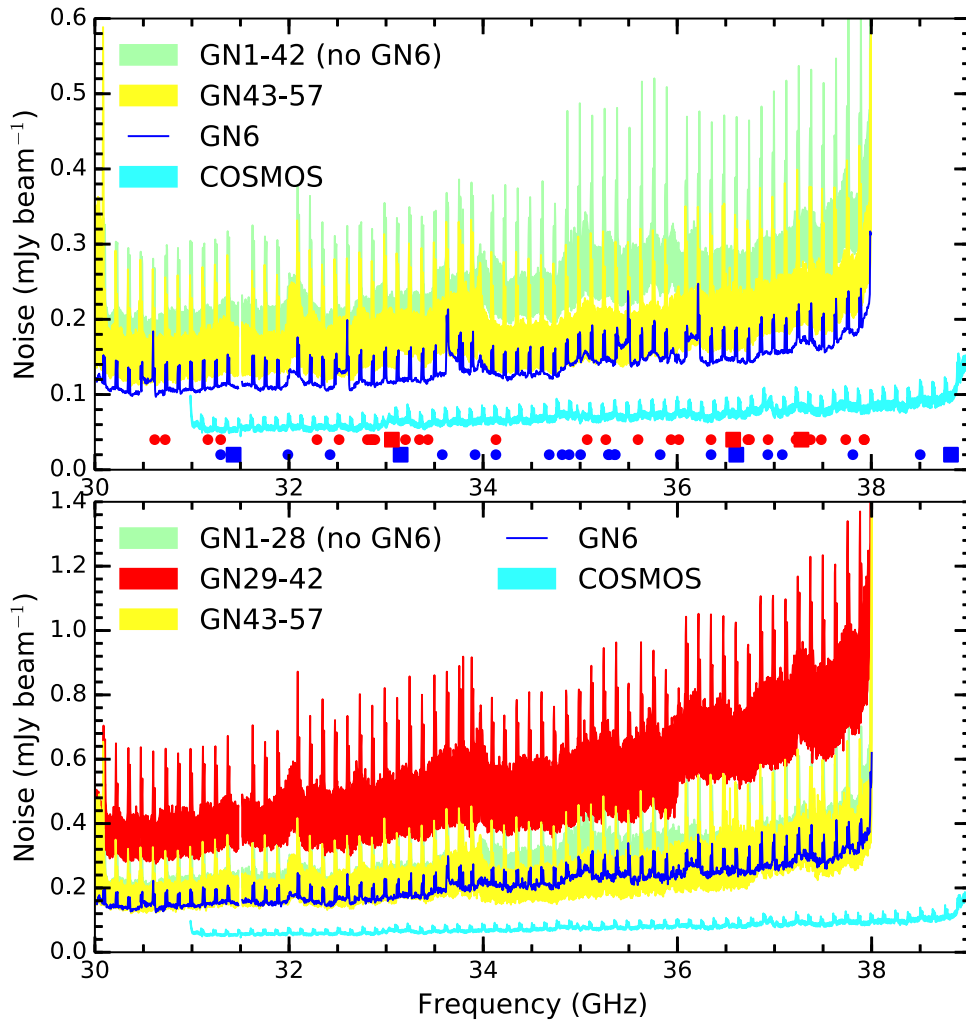 0.6
0.5
0.4
0.3
0.2
0.1
0.0
Noise (mJy beam⁻¹)
GN1-42 (no GN6)
GN43-57
GN6
COSMOS
30 32 34 36 38
1.4
1.2
1.0
0.8
0.6
0.4
0.2
0.0
Noise (mJy beam⁻¹)
GN1-28 (no GN6)
GN29-42
GN43-57
GN6
COSMOS
30 32 34 36 38
Frequency (GHz)